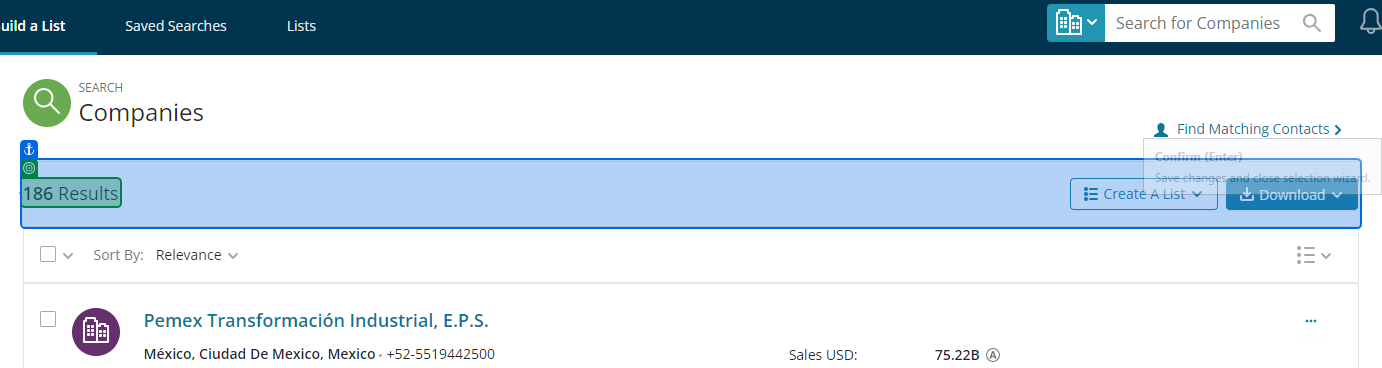 uild a List
Saved Searches
Lists
Search for Companies
SEARCH
Companies
Find Matching Contacts
Confirm (Enter)
Save changes and close selection wizard.
186 Results
Create A List
Download
Sort By: Relevance
Pemex Transformación Industrial, E.P.S.
México, Ciudad De Mexico, Mexico • +52-5519442500
Sales USD: 75.22B A